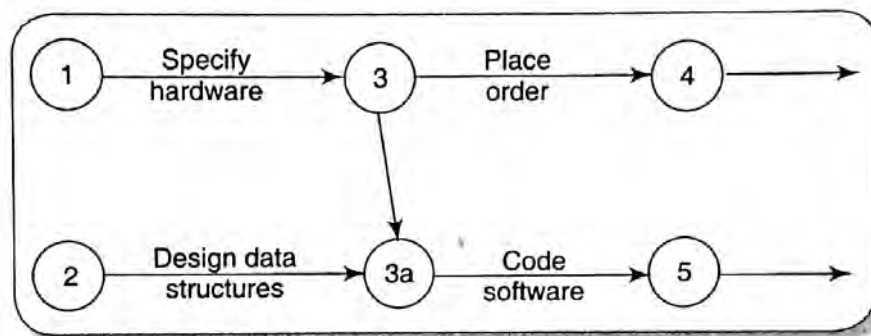 1
Specify
hardware
3
Place
order
4
2
Design data
structures
3a
Code
software
5